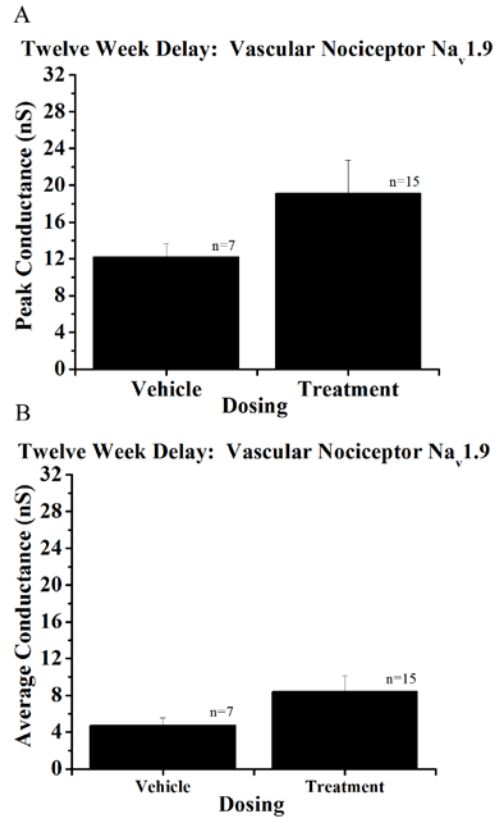 A
Twelve Week Delay: Vascular Nociceptor Nav1.9
Peak Conductance (nS)
32
28
24
20
16
12
8
4
0
n=7
n=15
Vehicle
Treatment
Dosing
B
Twelve Week Delay: Vascular Nociceptor Nav1.9
Average Conductance (nS)
32
28
24
20
16
12
8
4
0
n=7
n=15
Vehicle
Treatment
Dosing